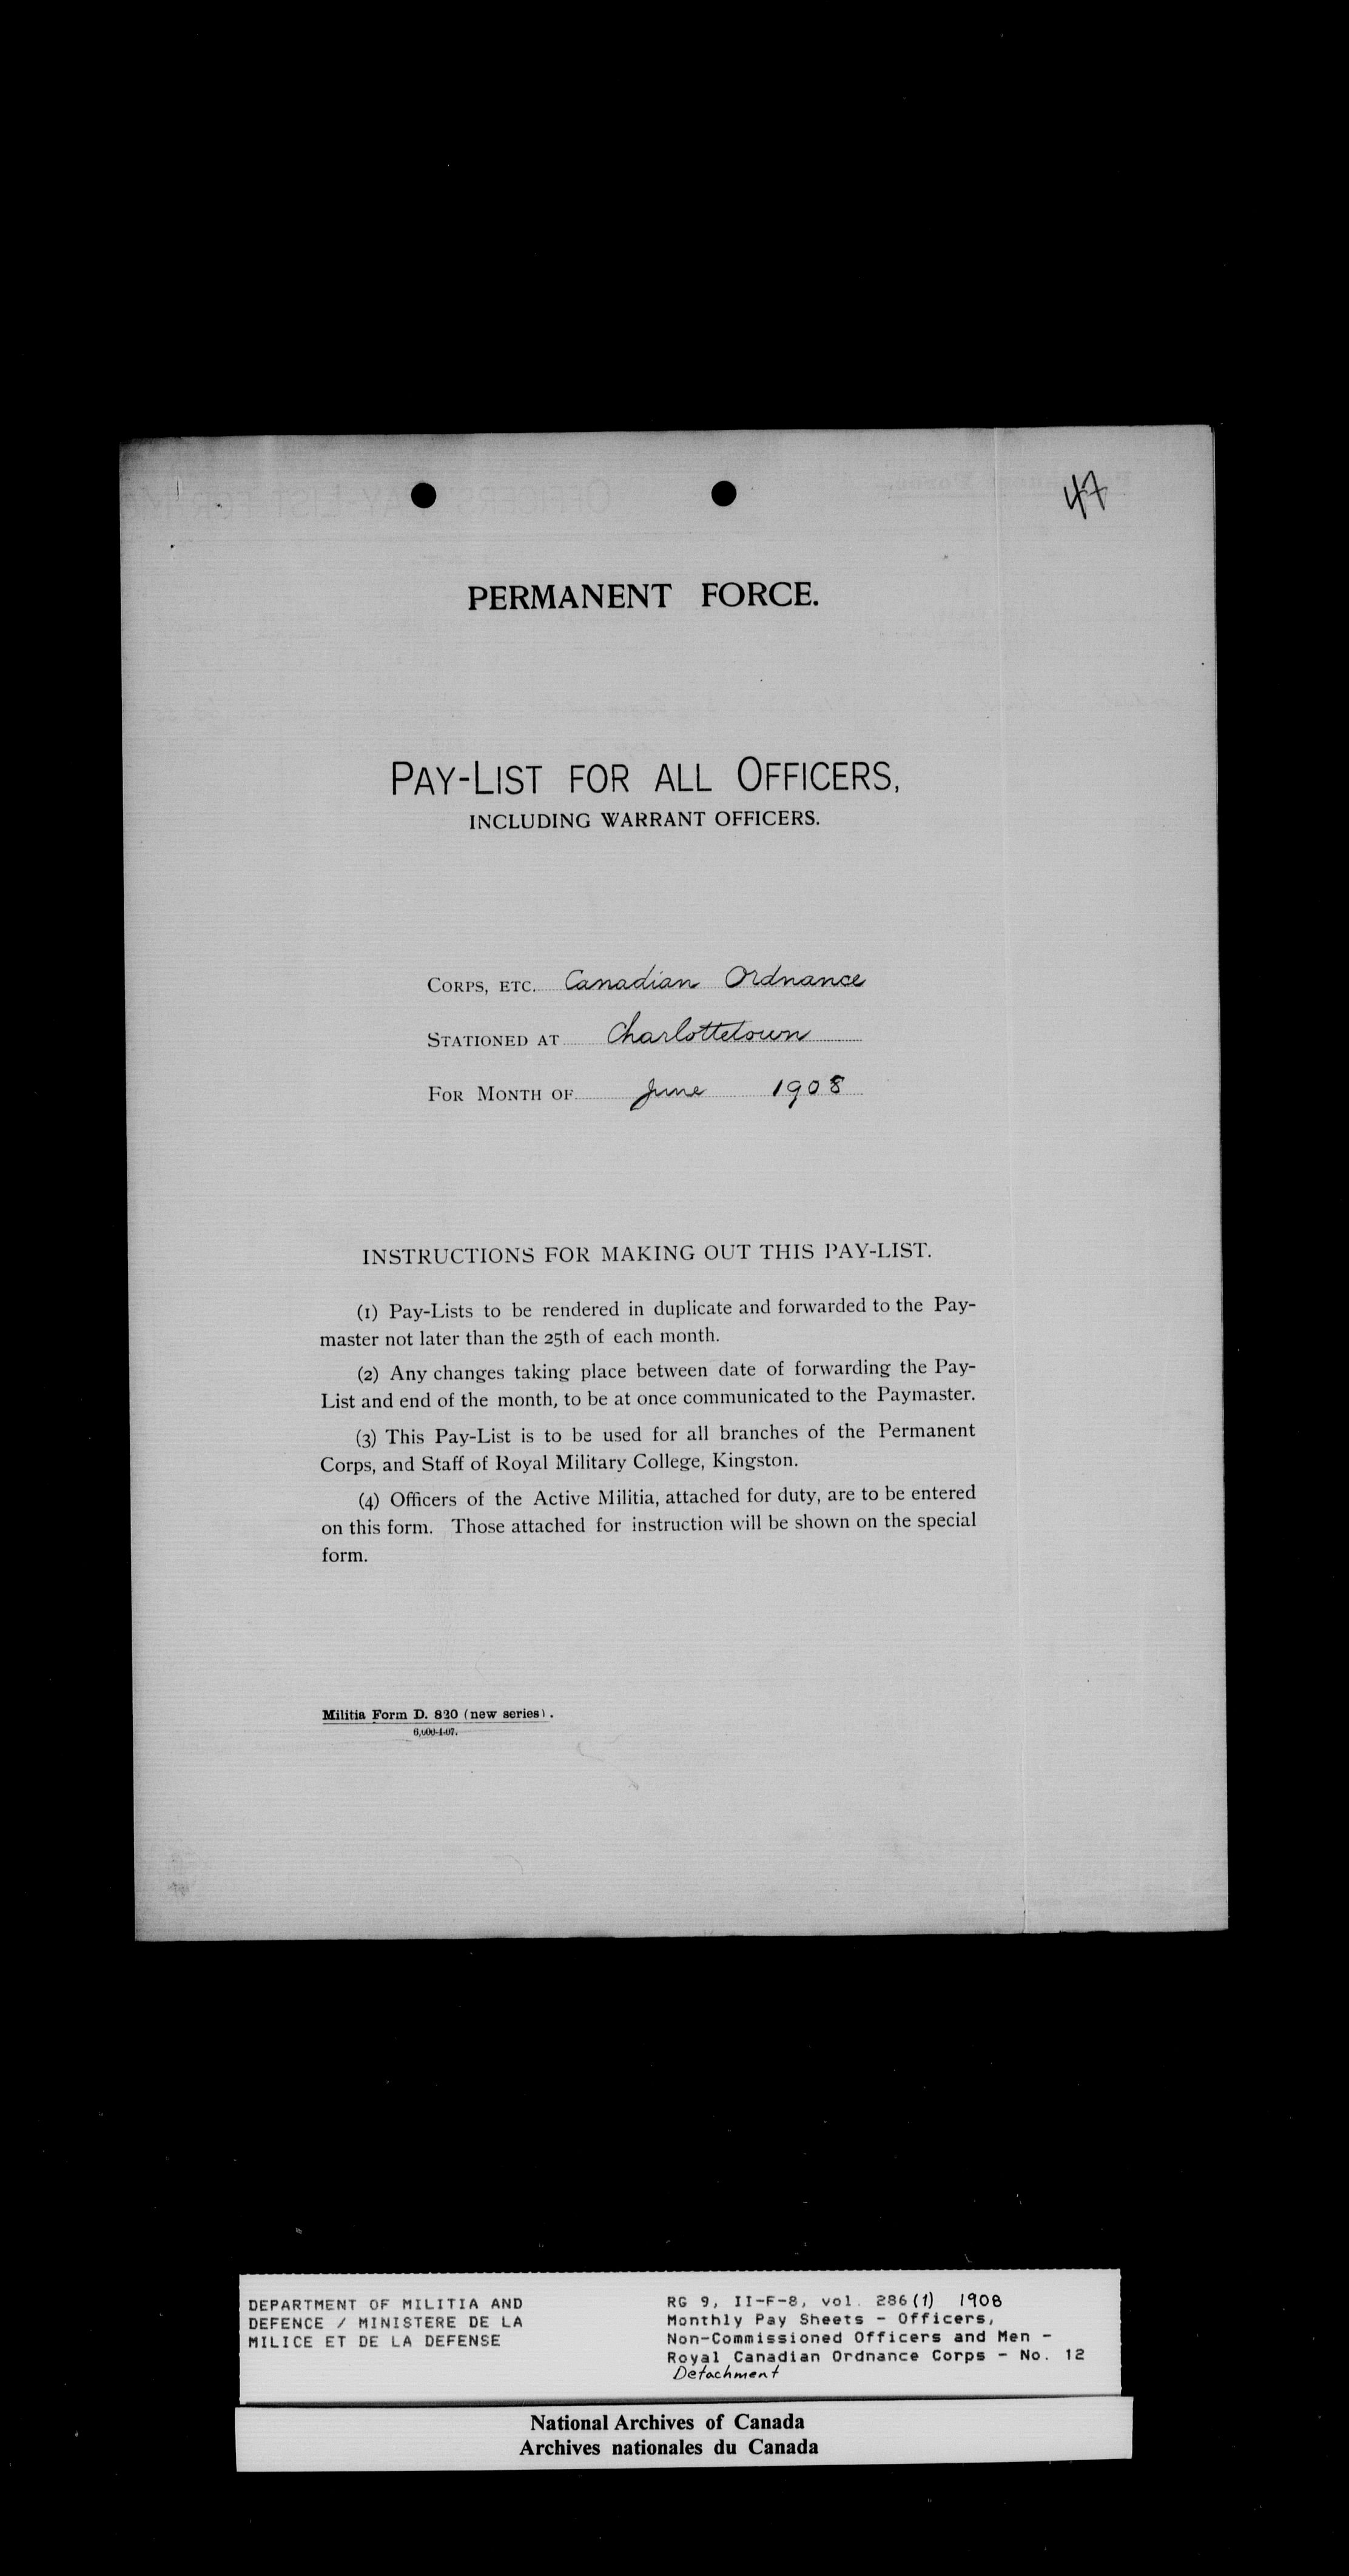 47
PERMANENT FORCE.
PAY-LIST FOR ALL OFFICERS,
INCLUDING WARRANT OFFICERS.
CORPS, ETC. Canadian Ordnance
STATIONED AT Charlottetown
FOR MONTH OF June 1908
INSTRUCTIONS FOR MAKING OUT THIS PAY-LIST.
(1) Pay-Lists to be rendered in duplicate and forwarded to the Pay-
master not later than the 25th of each month.
(2) Any changes taking place between date of forwarding the Pay-
List and end of the month, to be at once communicated to the Paymaster.
(3) This Pay-List is to be used for all branches of the Permanent
Corps, and Staff of Royal Military College, Kingston.
(4) Officers of the Active Militia, attached for duty, are to be entered
on this form. Those attached for instruction will be shown on the special
form.
Militia Form D. 820 (new series).
6,000-4-07.
DEPARTMENT OF MILITIA AND
DEFENCE / MINISTERE DE LA
MILICE ET DE LA DEFENSE
RG 9, II-F-8, vol. 286(1) 1908
Monthly Pay Sheets - Officers,
Non-Commissioned Officers and Men -
Royal Canadian Ordnance Corps - No. 12
Detachment
National Archives of Canada
Archives nationales du Canada